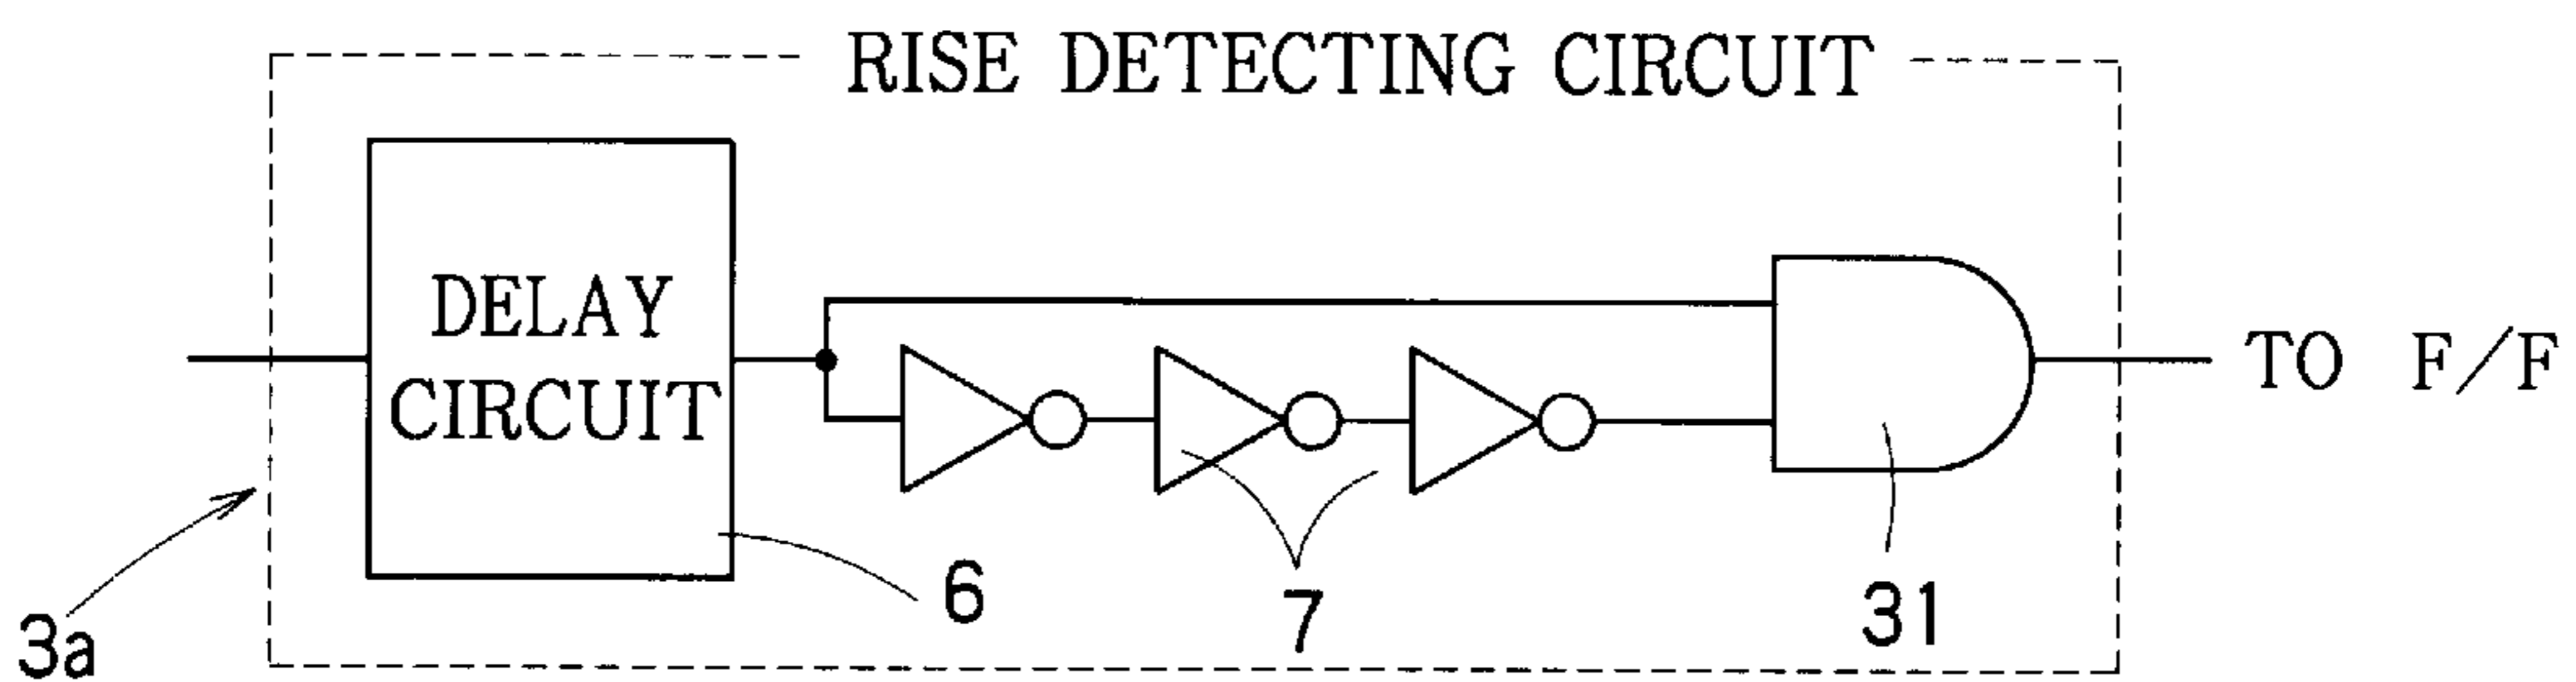 RISE DETECTING CIRCUIT
DELAY
CIRCUIT
TO F/F
3a
6
7
31